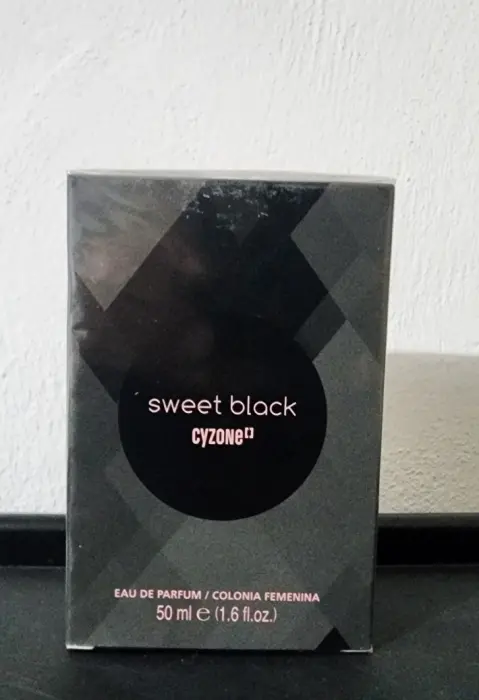 sweet black
cyzone
EAU DE PARFUM / COLONIA FEMENINA
50 ml ℮ (1.6 fl.oz.)